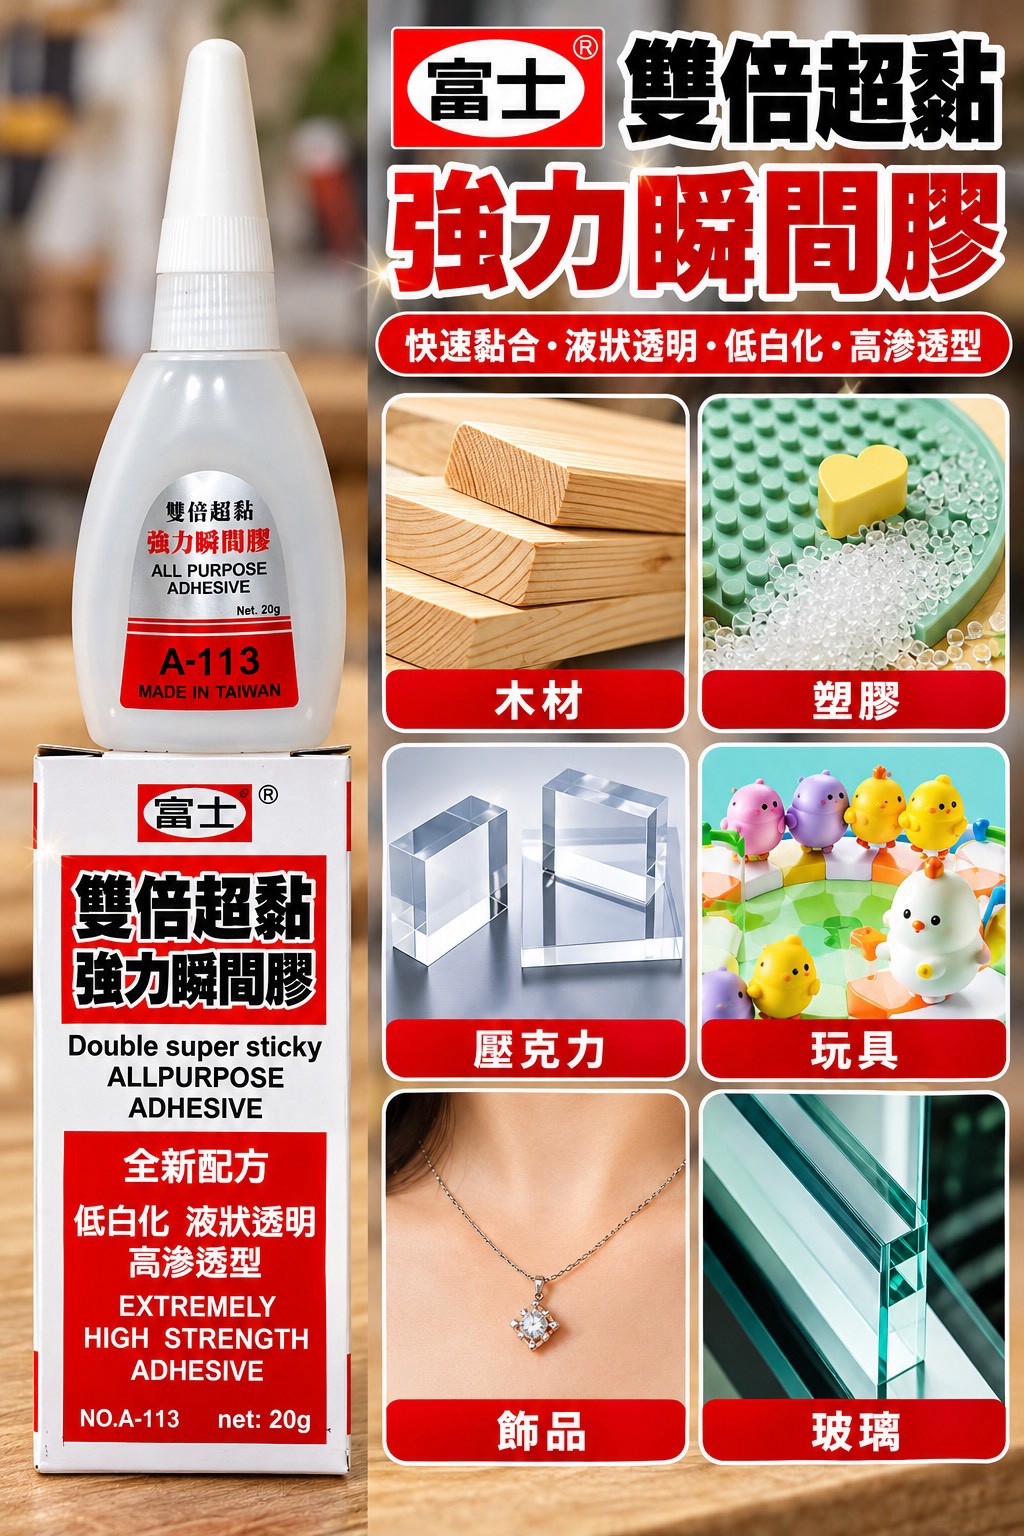 富士®
雙倍超黏
強力瞬間膠
快速黏合・液狀透明・低白化・高滲透型
雙倍超黏
強力瞬間膠
ALL PURPOSE
ADHESIVE
Net. 20g
A-113
MADE IN TAIWAN
富士®
雙倍超黏
強力瞬間膠
Double super sticky
ALLPURPOSE
ADHESIVE
全新配方
低白化 液狀透明
高滲透型
EXTREMELY
HIGH STRENGTH
ADHESIVE
NO.A-113 net: 20g
木材
塑膠
壓克力
玩具
飾品
玻璃